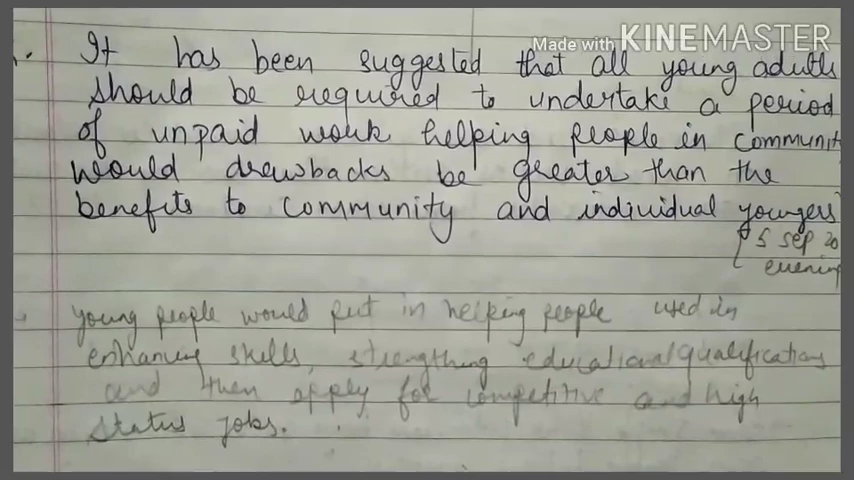 Made with KINEMASTER
It has been suggested that all young adults
should be required to undertake a period
of unpaid work helping people in communit
would drewbacks be greater than the
benefits to community and individual youngers
5 sep 20
evening
young people would put in helping people used in
enhancing skills, strengthing educational qualifications
and then apply for competitive and high
status jobs.